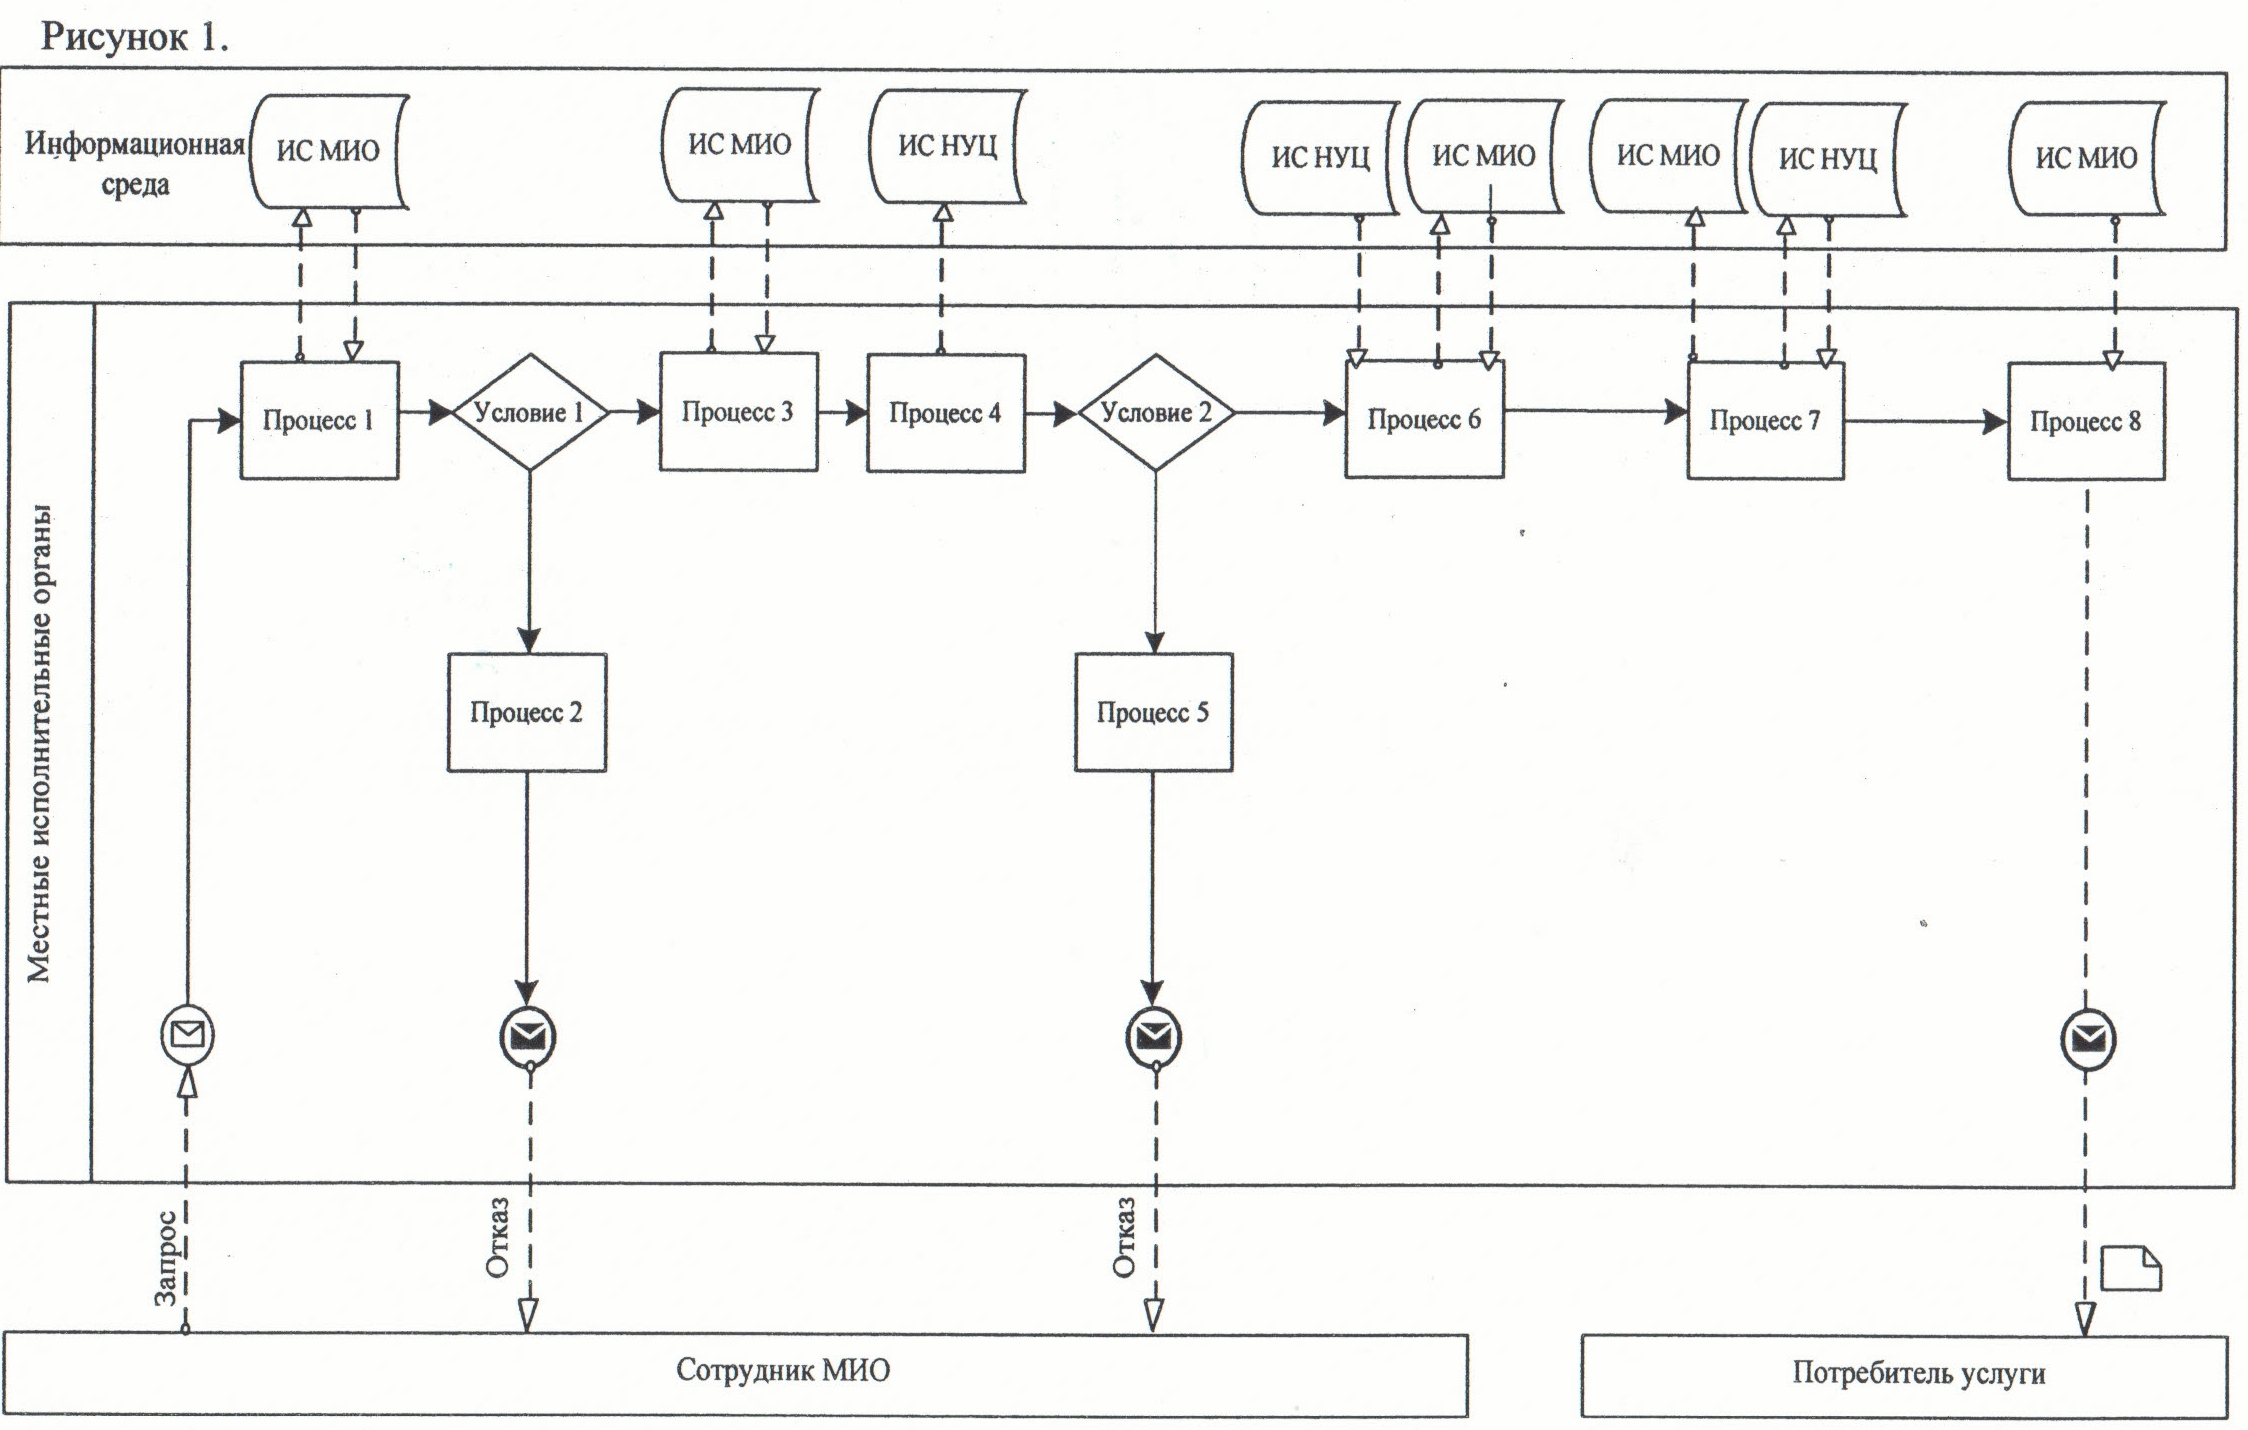 Рисунок 1.
Информационная
среда
ИС МИО
ИС МИО
ИС НУЦ
ИС НУЦ
ИС МИО
ИС МИО
ИС НУЦ
ИС МИО
Местные исполнительные органы
Процесс 1
Условие 1
Процесс 3
Процесс 4
Условие 2
Процесс 6
Процесс 7
Процесс 8
Процесс 2
Процесс 5
Запрос
Отказ
Отказ
Сотрудник МИО
Потребитель услуги